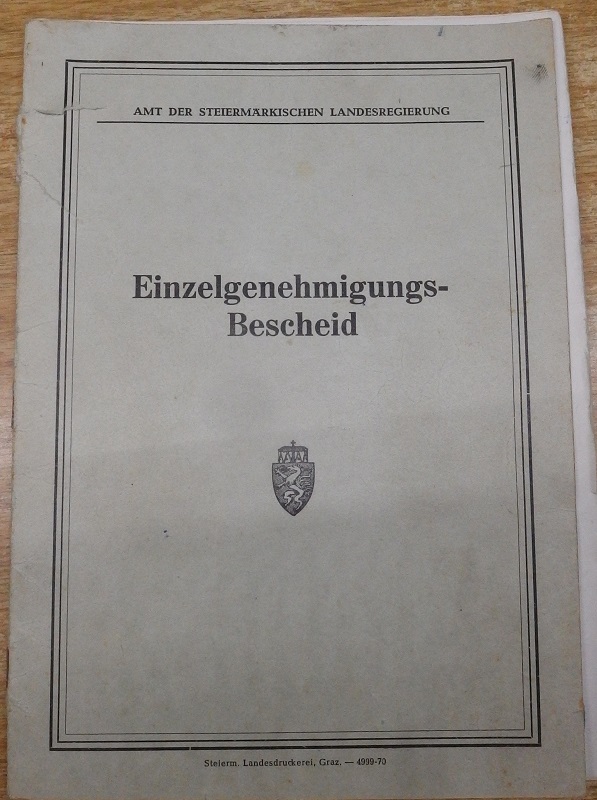 AMT DER STEIERMÄRKISCHEN LANDESREGIERUNG
Einzelgenehmigungs-
Bescheid
Steierm. Landesdruckerei, Graz. — 4999-70